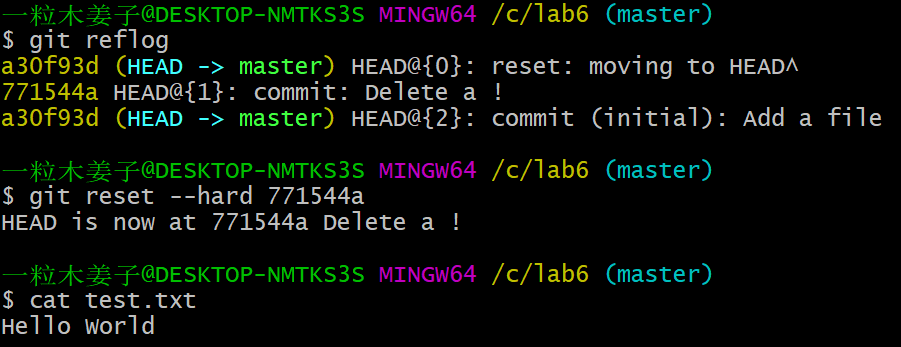 一粒木姜子@DESKTOP-NMTKS3S MINGW64 /c/lab6 (master)
$ git reflog
a30f93d (HEAD -> master) HEAD@{0}: reset: moving to HEAD^
771544a HEAD@{1}: commit: Delete a !
a30f93d (HEAD -> master) HEAD@{2}: commit (initial): Add a file
一粒木姜子@DESKTOP-NMTKS3S MINGW64 /c/lab6 (master)
$ git reset --hard 771544a
HEAD is now at 771544a Delete a !
一粒木姜子@DESKTOP-NMTKS3S MINGW64 /c/lab6 (master)
$ cat test.txt
Hello World